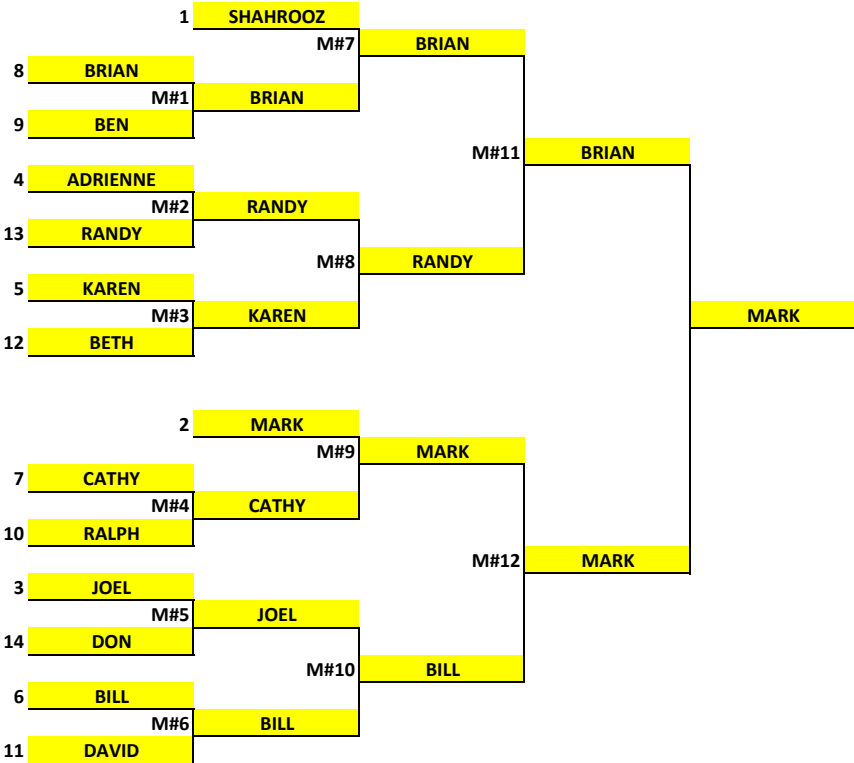 1 SHAHROOZ
M#7 BRIAN
8 BRIAN
M#1 BRIAN
9 BEN
M#11 BRIAN
4 ADRIENNE
M#2 RANDY
13 RANDY
M#8 RANDY
5 KAREN
M#3 KAREN
MARK
12 BETH
2 MARK
M#9 MARK
7 CATHY
M#4 CATHY
10 RALPH
M#12 MARK
3 JOEL
M#5 JOEL
14 DON
M#10 BILL
6 BILL
M#6 BILL
11 DAVID